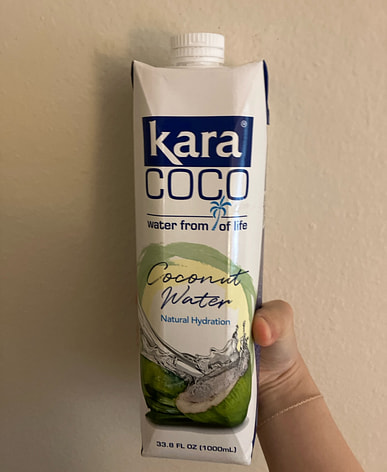 kara®
COCO
water from of life
Coconut
Water
Natural Hydration
33.8 FL OZ (1000mL)